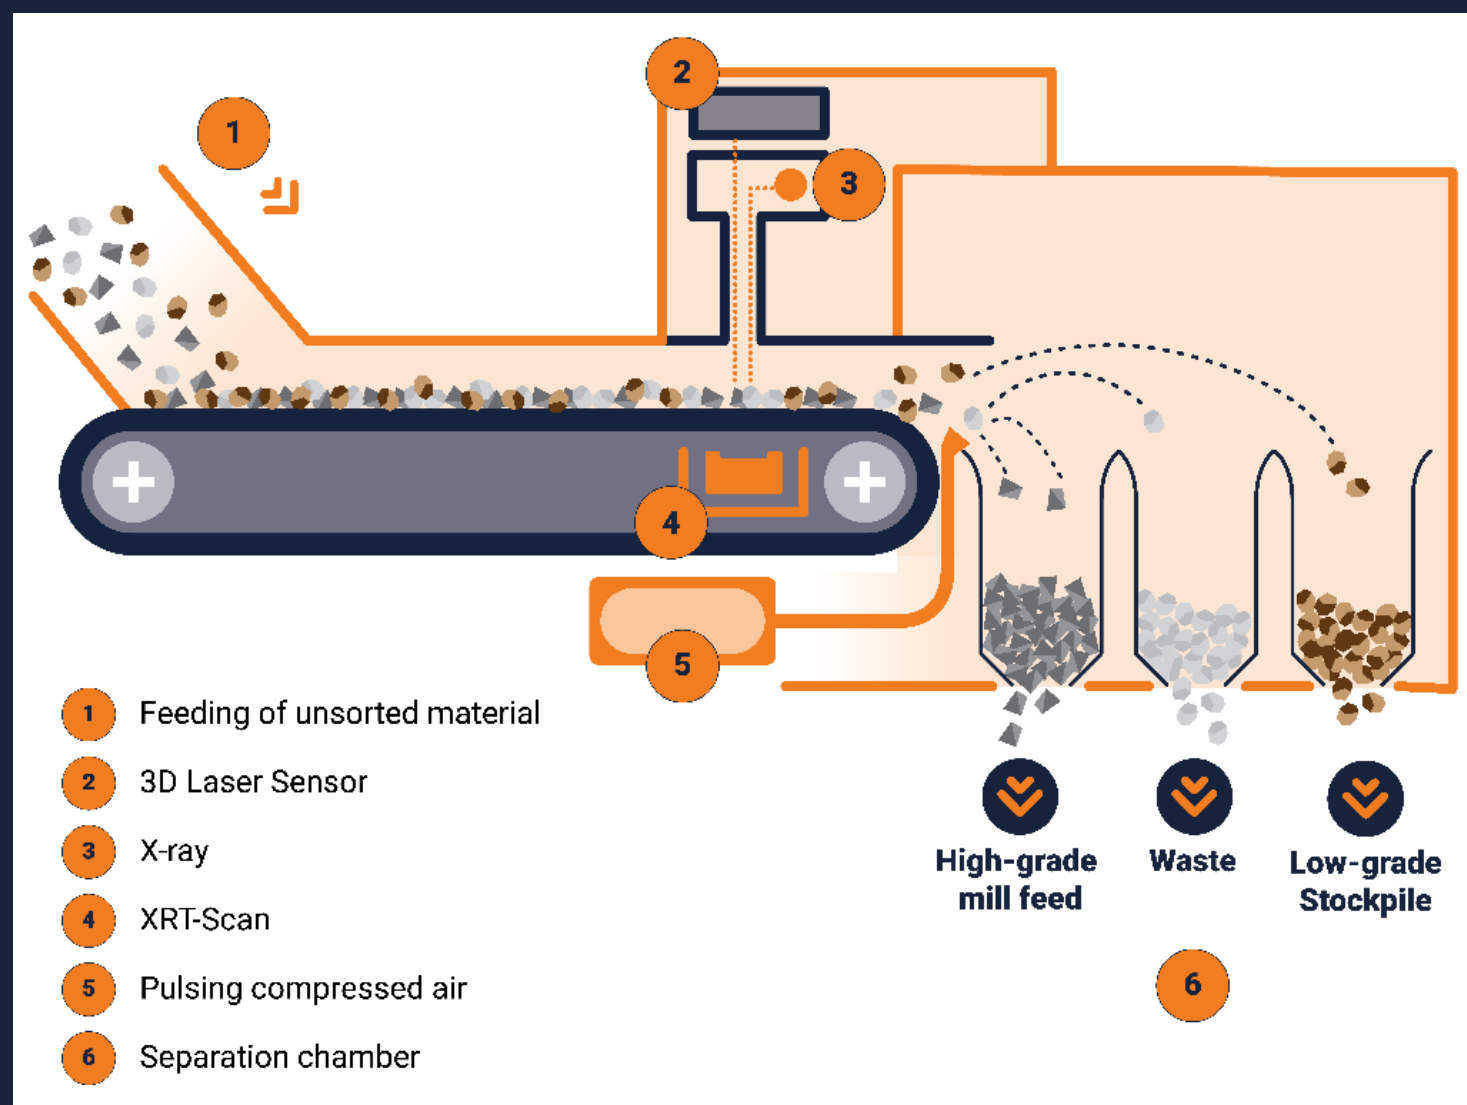 2
1
3
4
5
1 Feeding of unsorted material
2 3D Laser Sensor
3 X-ray
4 XRT-Scan
5 Pulsing compressed air
6 Separation chamber
High-grade
mill feed
Waste
Low-grade
Stockpile
6